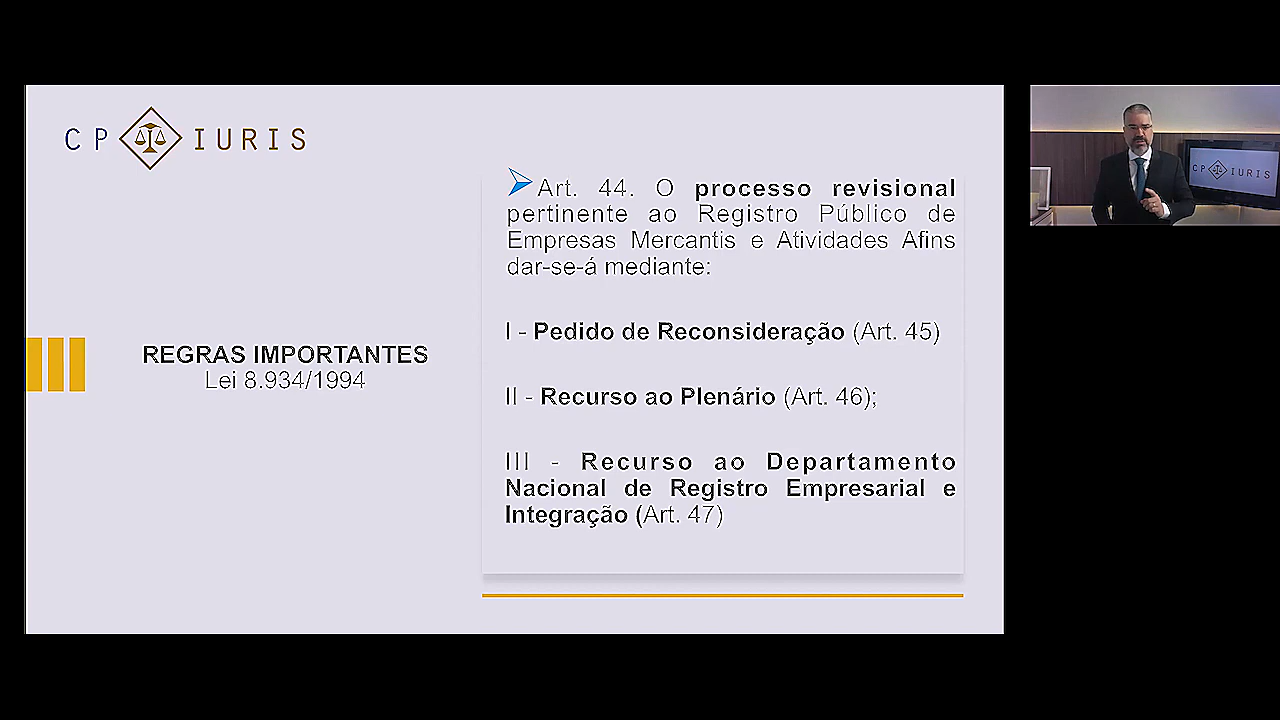 CP IURIS
Art. 44. O processo revisional
pertinente ao Registro Público de
Empresas Mercantis e Atividades Afins
dar-se-á mediante:
I - Pedido de Reconsideração (Art. 45)
II - Recurso ao Plenário (Art. 46);
III - Recurso ao Departamento
Nacional de Registro Empresarial e
Integração (Art. 47)
REGRAS IMPORTANTES
Lei 8.934/1994
CP IURIS